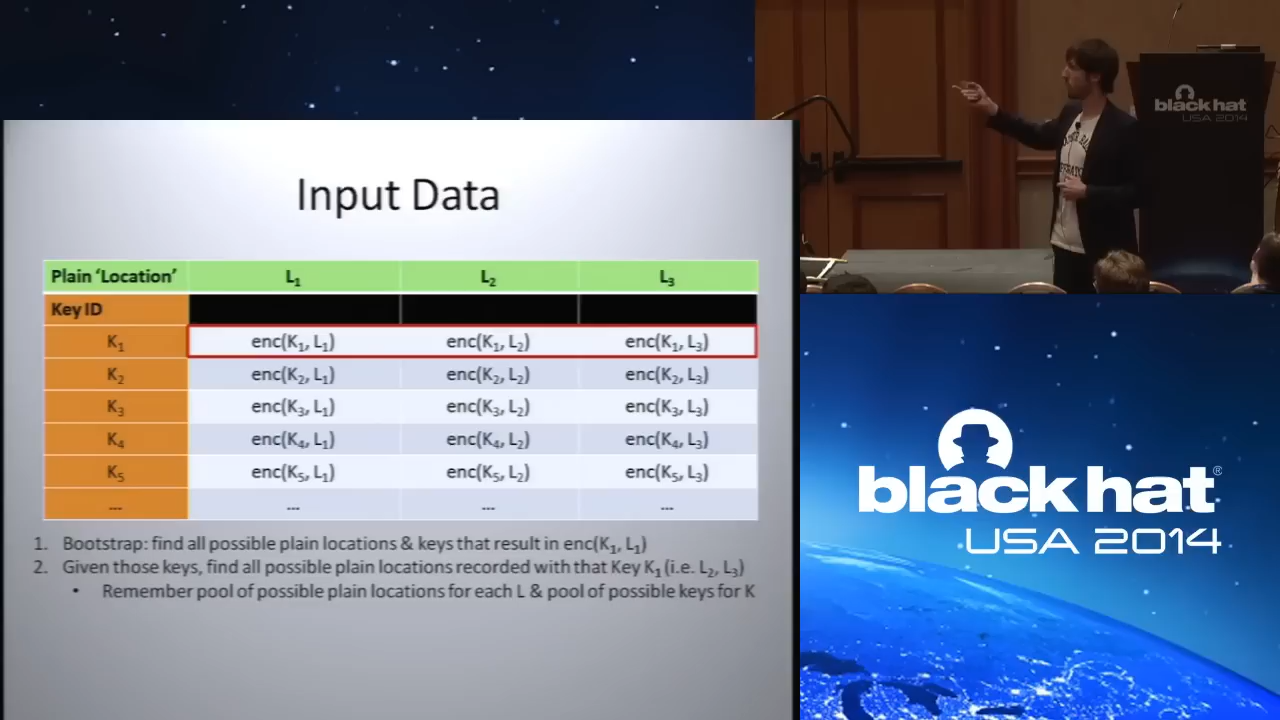 Input Data
Plain 'Location' L₁ L₂ L₃
Key ID
K₁ enc(K₁, L₁) enc(K₁, L₂) enc(K₁, L₃)
K₂ enc(K₂, L₁) enc(K₂, L₂) enc(K₂, L₃)
K₃ enc(K₃, L₁) enc(K₃, L₂) enc(K₃, L₃)
K₄ enc(K₄, L₁) enc(K₄, L₂) enc(K₄, L₃)
K₅ enc(K₅, L₁) enc(K₅, L₂) enc(K₅, L₃)
... ... ... ...
1. Bootstrap: find all possible plain locations & keys that result in enc(K₁, L₁)
2. Given those keys, find all possible plain locations recorded with that Key K₁ (i.e. L₂, L₃)
• Remember pool of possible plain locations for each L & pool of possible keys for K
black hat
USA 2014
black hat®
USA 2014